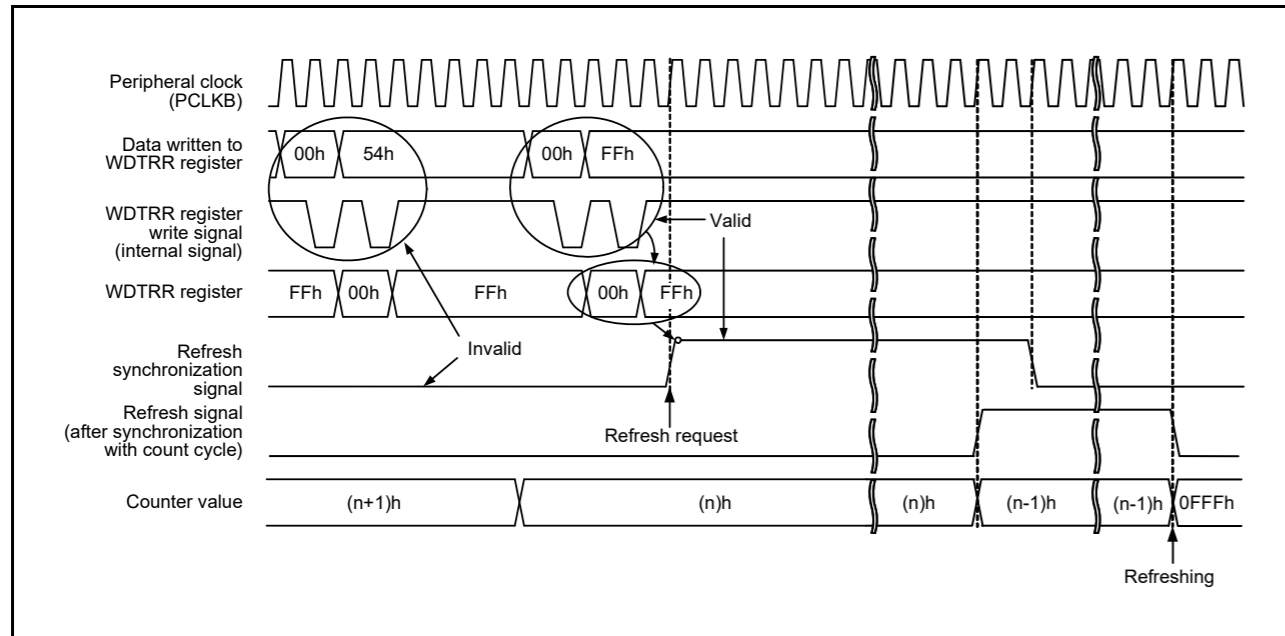 Peripheral clock
(PCLKB)
Data written to
WDTRR register
00h
54h
00h
FFh
WDTRR register
write signal
(internal signal)
Valid
WDTRR register
FFh
00h
FFh
00h
FFh
Invalid
Refresh
synchronization
signal
Refresh signal
(after synchronization
with count cycle)
Refresh request
Counter value
(n+1)h
(n)h
(n)h
(n-1)h
(n-1)h
0FFFh
Refreshing